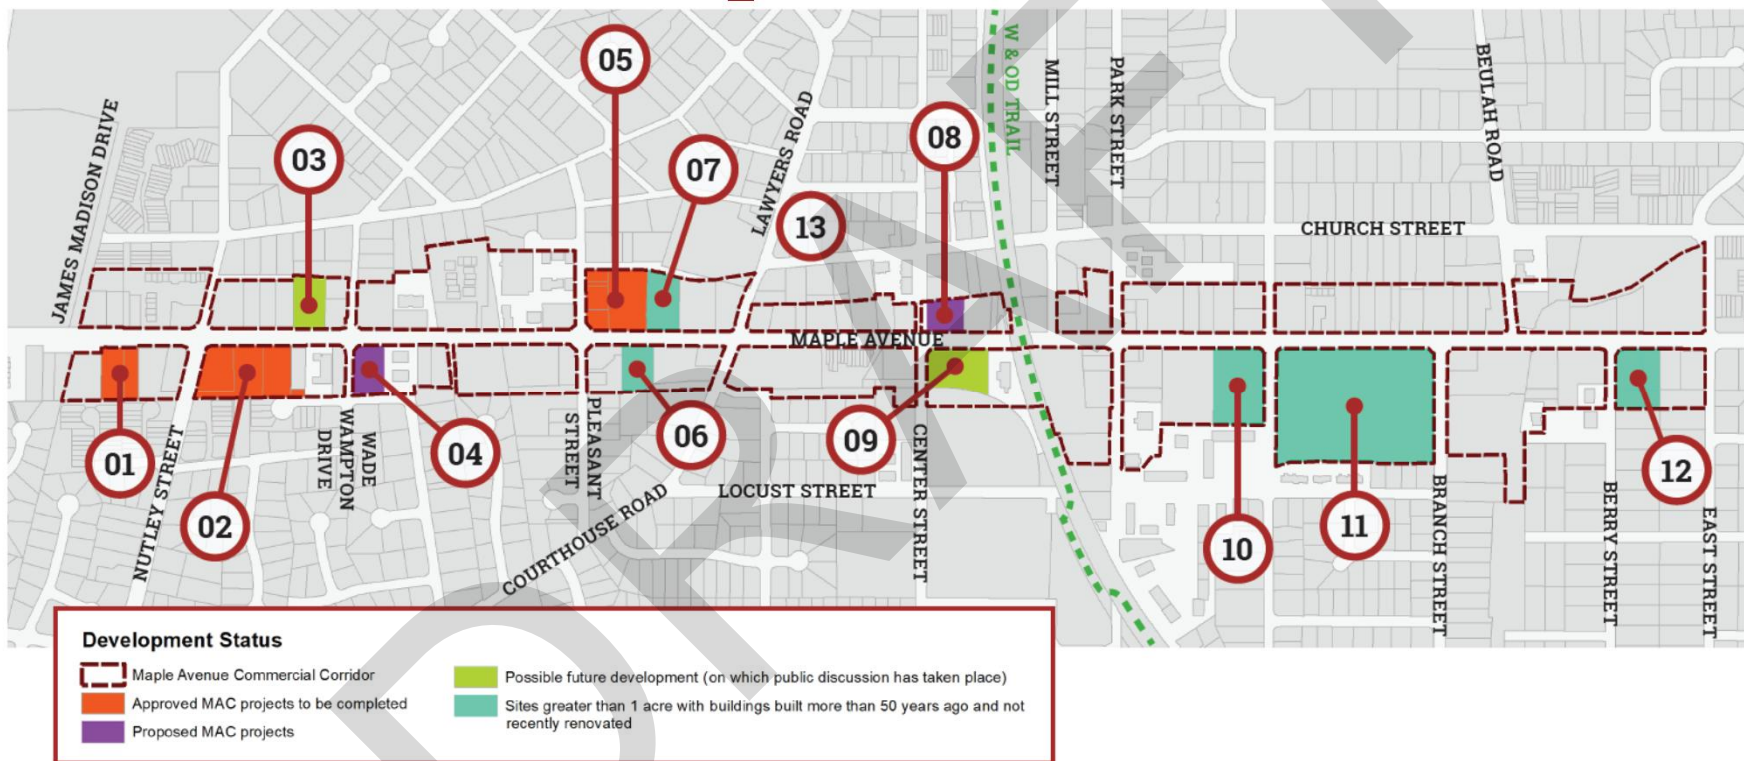 05
W & OD TRAIL
MILL STREET
PARK STREET
BEULAH ROAD
JAMES MADISON DRIVE
03
07
LAWYERS ROAD
08
13
CHURCH STREET
MAPLE AVENUE
01
02
NUTLEY STREET
WADE
WAMPTON
DRIVE
04
PLEASANT
STREET
06
COURTHOUSE ROAD
LOCUST STREET
09
CENTER STREET
10
11
BRANCH STREET
BERRY STREET
12
EAST STREET
DRAFT
Development Status
Maple Avenue Commercial Corridor
Approved MAC projects to be completed
Proposed MAC projects
Possible future development (on which public discussion has taken place)
Sites greater than 1 acre with buildings built more than 50 years ago and not
recently renovated